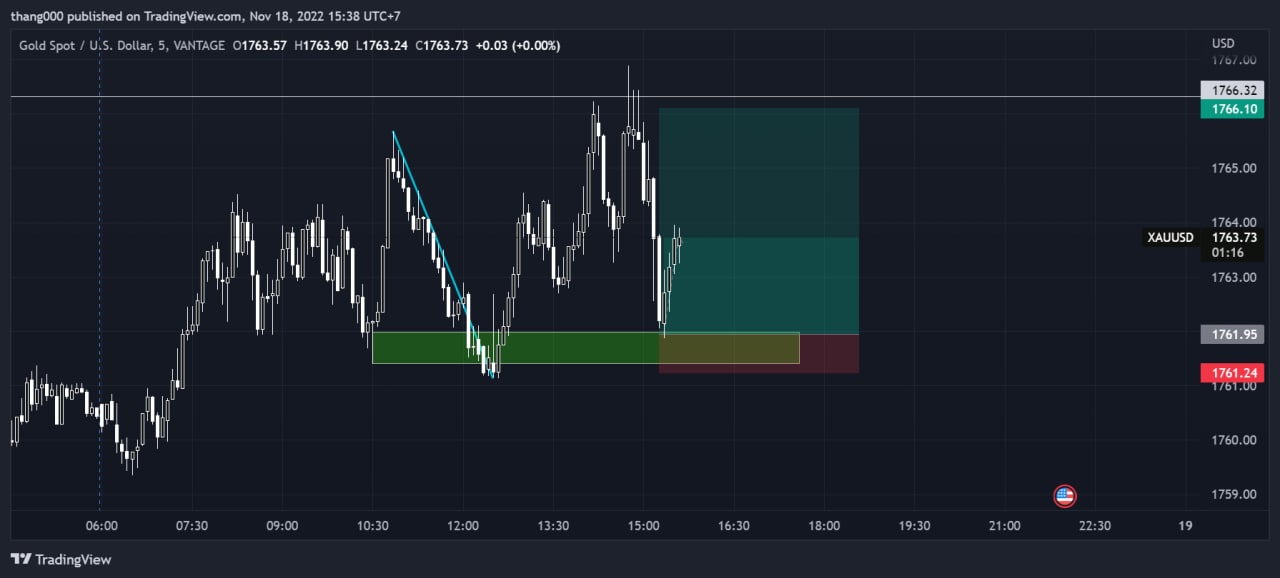 thang000 published on TradingView.com, Nov 18, 2022 15:38 UTC+7
Gold Spot / U.S. Dollar, 5, VANTAGE O1763.57 H1763.90 L1763.24 C1763.73 +0.03 (+0.00%)
USD
1767.00
1766.32
1766.10
1765.00
1764.00
XAUUSD 1763.73
01:16
1763.00
1761.95
1761.24
1761.00
1760.00
1759.00
06:00 07:30 09:00 10:30 12:00 13:30 15:00 16:30 18:00 19:30 21:00 22:30 19
TradingView